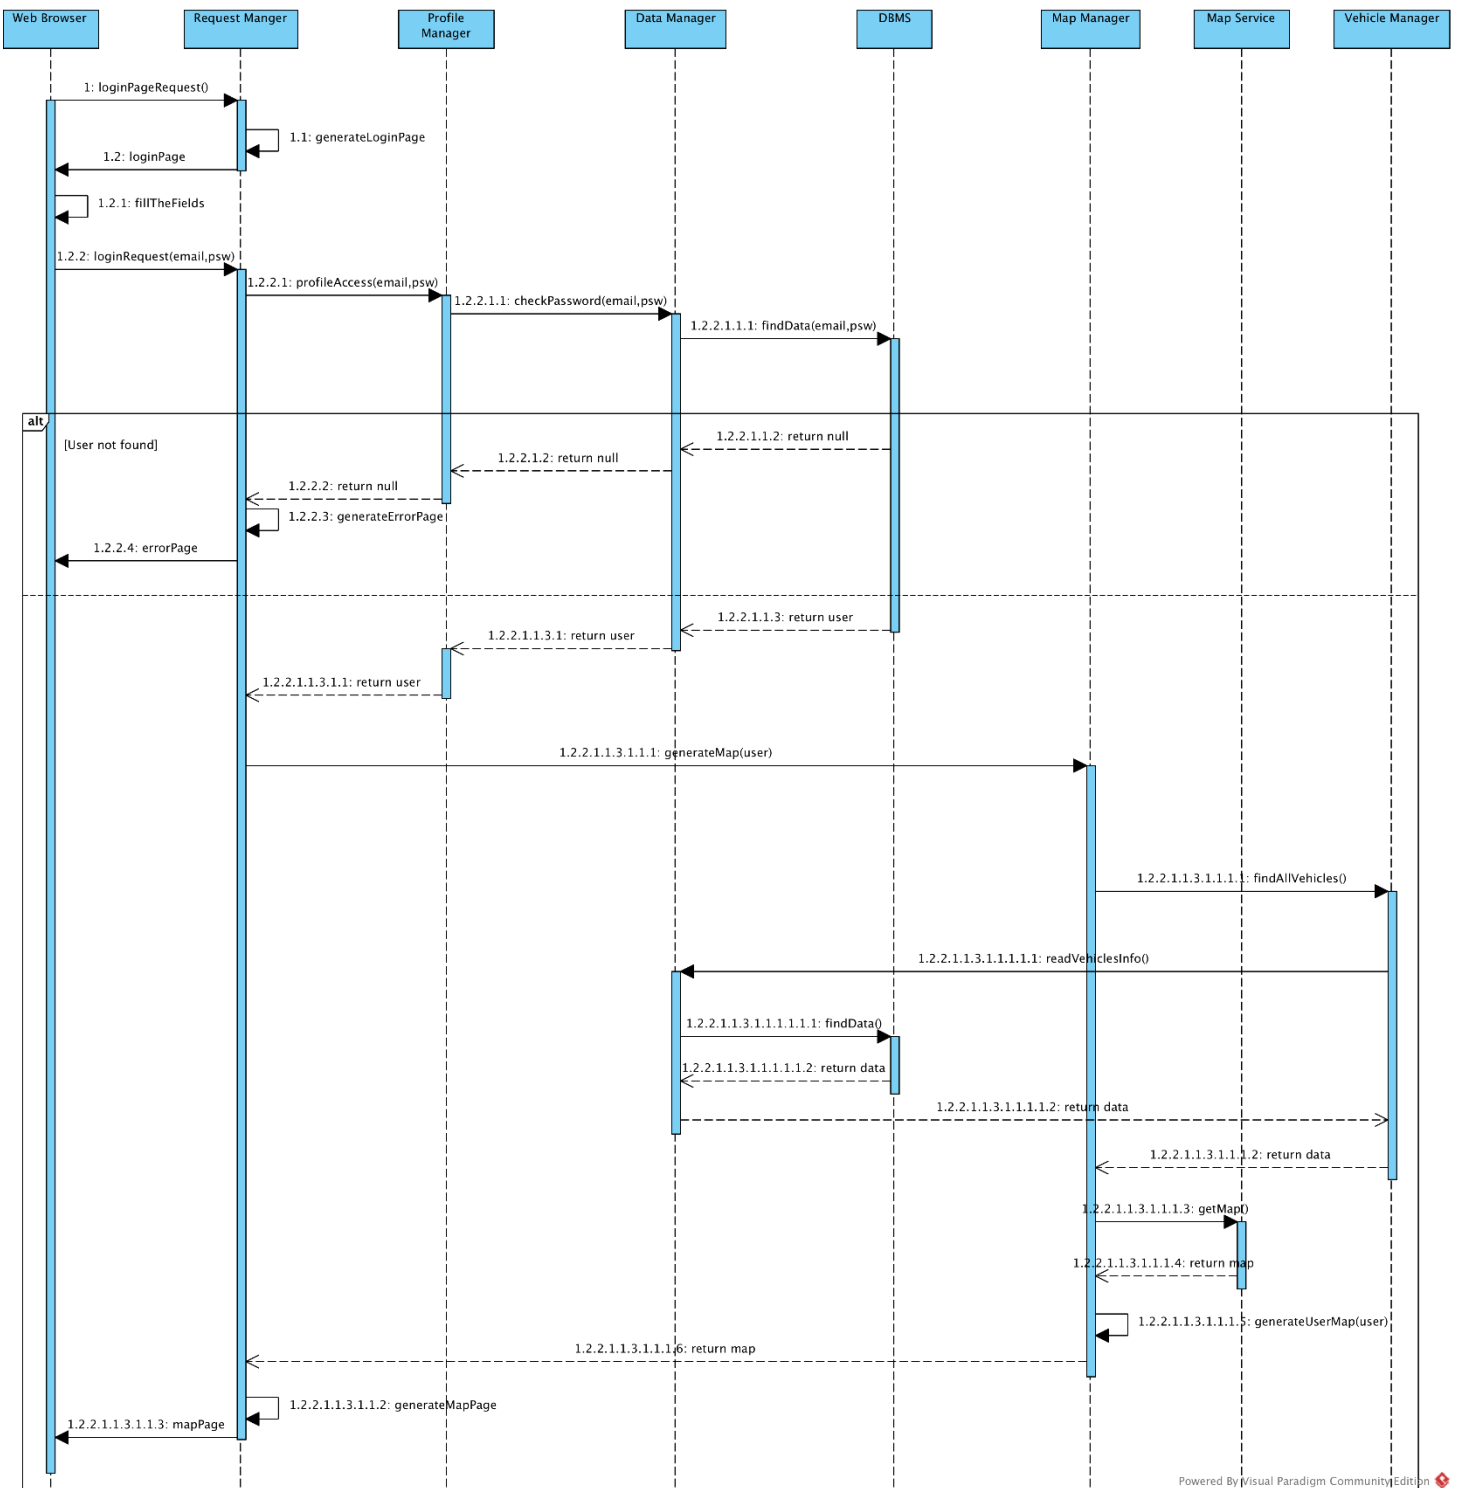 Web Browser
Request Manger
Profile
Manager
Data Manager
DBMS
Map Manager
Map Service
Vehicle Manager
1: loginPageRequest()
1.1: generateLoginPage
1.2: loginPage
1.2.1: fillTheFields
1.2.2: loginRequest(email,psw)
1.2.2.1: profileAccess(email,psw)
1.2.2.1.1: checkPassword(email,psw)
1.2.2.1.1.1: findData(email,psw)
alt
[User not found]
1.2.2.1.1.2: return null
1.2.2.1.2: return null
1.2.2.2: return null
1.2.2.3: generateErrorPage
1.2.2.4: errorPage
1.2.2.1.1.3: return user
1.2.2.1.1.3.1: return user
1.2.2.1.1.3.1.1: return user
1.2.2.1.1.3.1.1.1: generateMap(user)
1.2.2.1.1.3.1.1.1.1: findAllVehicles()
1.2.2.1.1.3.1.1.1.1.1: readVehiclesInfo()
1.2.2.1.1.3.1.1.1.1.1.1: findData()
1.2.2.1.1.3.1.1.1.1.1.2: return data
1.2.2.1.1.3.1.1.1.1.2: return data
1.2.2.1.1.3.1.1.1.2: return data
1.2.2.1.1.3.1.1.1.3: getMap()
1.2.2.1.1.3.1.1.1.4: return map
1.2.2.1.1.3.1.1.1.5: generateUserMap(user)
1.2.2.1.1.3.1.1.1.6: return map
1.2.2.1.1.3.1.1.2: generateMapPage
1.2.2.1.1.3.1.1.3: mapPage
Powered By Visual Paradigm Community Edition